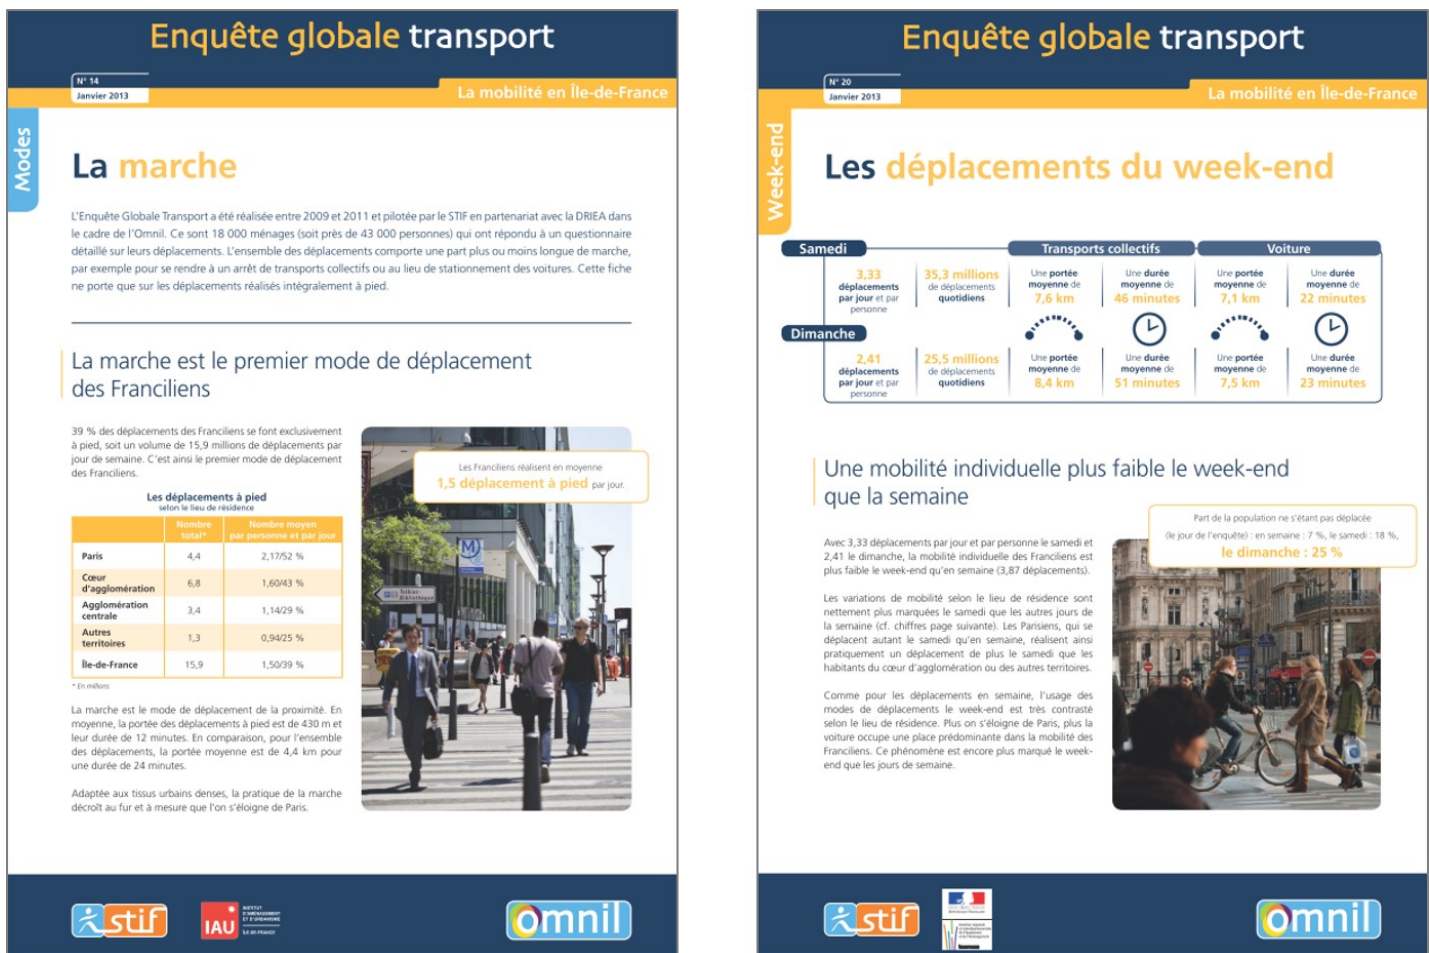 Enquête globale transport
N° 14
Janvier 2013
La mobilité en Île-de-France
Modes
La marche
L'Enquête Globale Transport a été réalisée entre 2009 et 2011 et pilotée par le STIF en partenariat avec la DRIEA dans
le cadre de l'Omnil. Ce sont 18 000 ménages (soit près de 43 000 personnes) qui ont répondu à un questionnaire
détaillé sur leurs déplacements. L'ensemble des déplacements comporte une part plus ou moins longue de marche,
par exemple pour se rendre à un arrêt de transports collectifs ou au lieu de stationnement des voitures. Cette fiche
ne porte que sur les déplacements réalisés intégralement à pied.
La marche est le premier mode de déplacement
des Franciliens
39 % des déplacements des Franciliens se font exclusivement
à pied, soit un volume de 15,9 millions de déplacements par
jour de semaine. C'est ainsi le premier mode de déplacement
des Franciliens.
Les déplacements à pied
selon le lieu de résidence
Nombre total* Nombre moyen par personne et par jour
Paris 4,4 2,17/52 %
Cœur d'agglomération 6,8 1,60/43 %
Agglomération centrale 3,4 1,14/29 %
Autres territoires 1,3 0,94/25 %
Île-de-France 15,9 1,50/39 %
* En millions
La marche est le mode de déplacement de la proximité. En
moyenne, la portée des déplacements à pied est de 430 m et
leur durée de 12 minutes. En comparaison, pour l'ensemble
des déplacements, la portée moyenne est de 4,4 km pour
une durée de 24 minutes.
Adaptée aux tissus urbains denses, la pratique de la marche
décroît au fur et à mesure que l'on s'éloigne de Paris.
Les Franciliens réalisent en moyenne
1,5 déplacement à pied par jour.
M
Tolbiac
Bibliothèque
stif
IAU
INSTITUT
D'AMÉNAGEMENT
ET D'URBANISME
ÎLE-DE-FRANCE
omnil
Enquête globale transport
N° 20
Janvier 2013
La mobilité en Île-de-France
Week-end
Les déplacements du week-end
Samedi Transports collectifs Voiture
3,33 déplacements par jour et par personne
35,3 millions de déplacements quotidiens
Une portée moyenne de 7,6 km
Une durée moyenne de 46 minutes
Une portée moyenne de 7,1 km
Une durée moyenne de 22 minutes
Dimanche
2,41 déplacements par jour et par personne
25,5 millions de déplacements quotidiens
Une portée moyenne de 8,4 km
Une durée moyenne de 51 minutes
Une portée moyenne de 7,5 km
Une durée moyenne de 23 minutes
Une mobilité individuelle plus faible le week-end
que la semaine
Avec 3,33 déplacements par jour et par personne le samedi et
2,41 le dimanche, la mobilité individuelle des Franciliens est
plus faible le week-end qu'en semaine (3,87 déplacements).
Les variations de mobilité selon le lieu de résidence sont
nettement plus marquées le samedi que les autres jours de
la semaine (cf. chiffres page suivante). Les Parisiens, qui se
déplacent autant le samedi qu'en semaine, réalisent ainsi
pratiquement un déplacement de plus le samedi que les
habitants du cœur d'agglomération ou des autres territoires.
Comme pour les déplacements en semaine, l'usage des
modes de déplacements le week-end est très contrasté
selon le lieu de résidence. Plus on s'éloigne de Paris, plus la
voiture occupe une place prédominante dans la mobilité des
Franciliens. Ce phénomène est encore plus marqué le week-
end que les jours de semaine.
Part de la population ne s'étant pas déplacée
(le jour de l'enquête) : en semaine : 7 %, le samedi : 18 %,
le dimanche : 25 %
stif
omnil